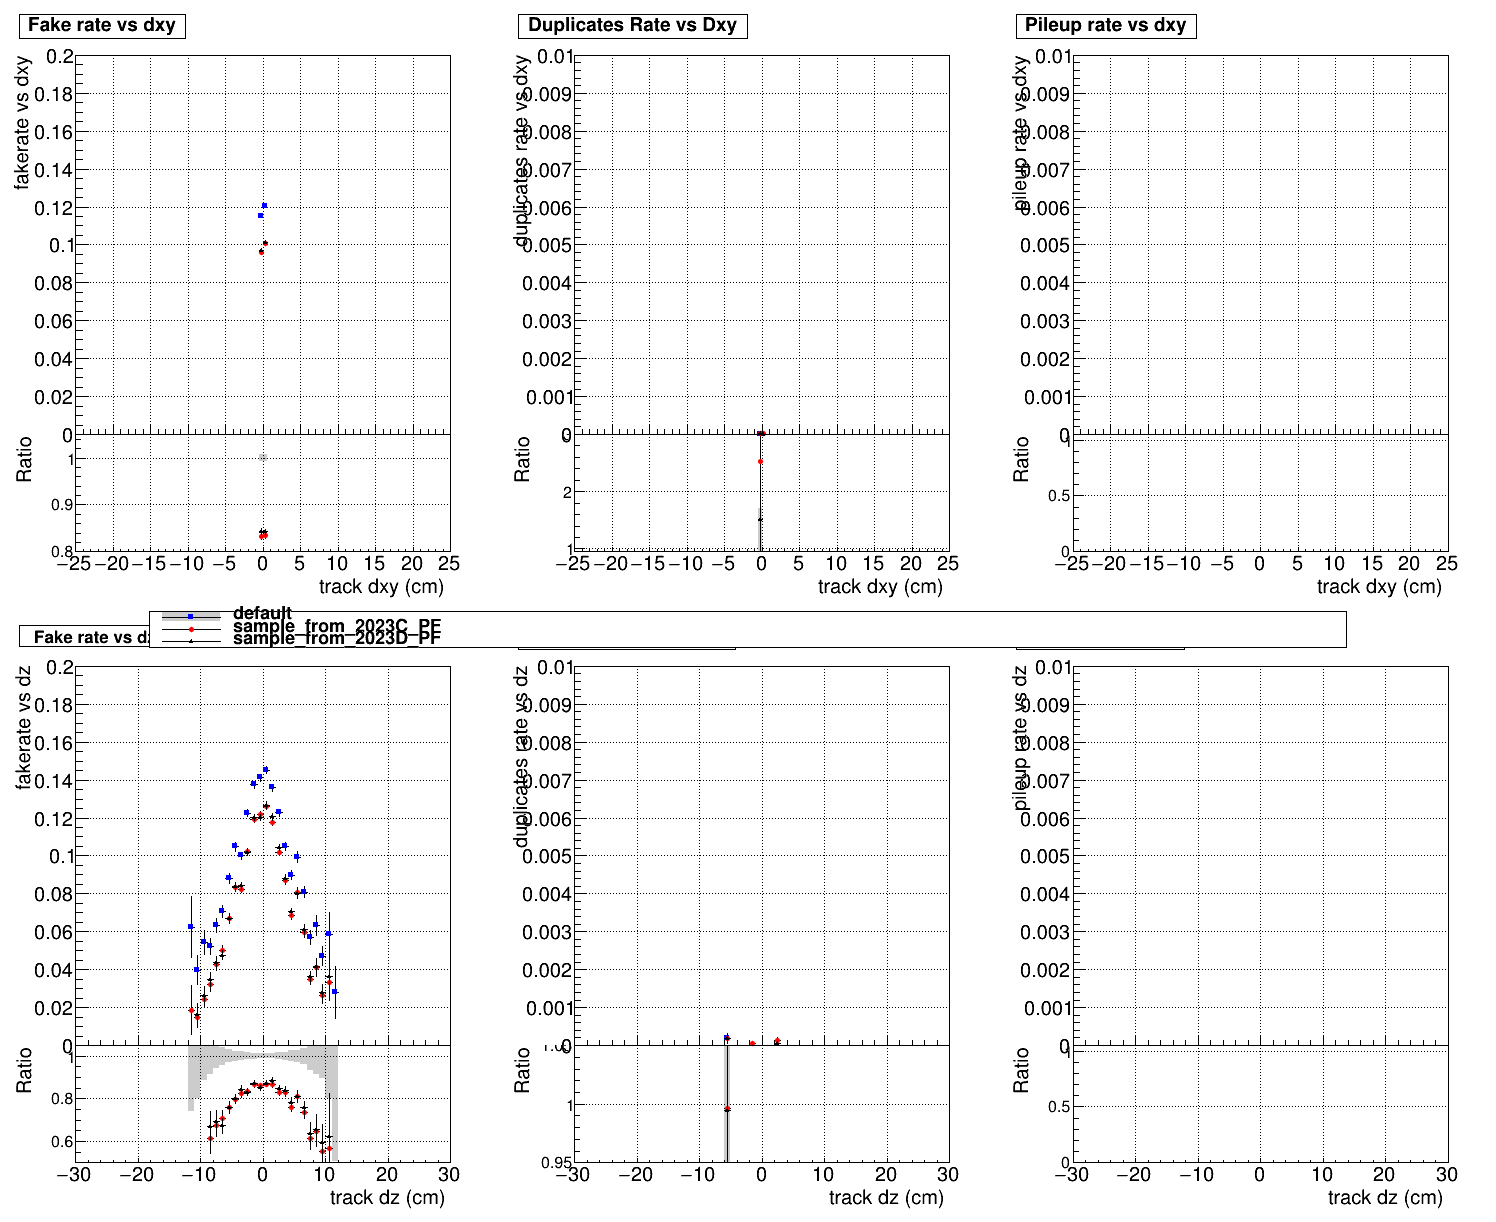 Fake rate vs dxy
Duplicates Rate vs Dxy
Pileup rate vs dxy
fakerate vs dxy
0.2
0.18
0.16
0.14
0.12
0.1
0.08
0.06
0.04
0.02
0
Ratio
1
0.9
0.8
−25 −20 −15 −10 −5 0 5 10 15 20 25
track dxy (cm)
duplicates rate vs dxy
0.01
0.009
0.008
0.007
0.006
0.005
0.004
0.003
0.002
0.001
0
Ratio
2
1
−25 −20 −15 −10 −5 0 5 10 15 20 25
track dxy (cm)
pileup rate vs dxy
0.01
0.009
0.008
0.007
0.006
0.005
0.004
0.003
0.002
0.001
0
Ratio
1
0.5
0
−25 −20 −15 −10 −5 0 5 10 15 20 25
track dxy (cm)
default
sample_from_2023C_PF
sample_from_2023D_PF
Fake rate vs dz
fakerate vs dz
0.2
0.18
0.16
0.14
0.12
0.1
0.08
0.06
0.04
0.02
0
Ratio
1
0.8
0.6
−30 −20 −10 0 10 20 30
track dz (cm)
duplicates rate vs dz
0.01
0.009
0.008
0.007
0.006
0.005
0.004
0.003
0.002
0.001
0
Ratio
1
0.95
−30 −20 −10 0 10 20 30
track dz (cm)
pileup rate vs dz
0.01
0.009
0.008
0.007
0.006
0.005
0.004
0.003
0.002
0.001
0
Ratio
1
0.5
0
−30 −20 −10 0 10 20 30
track dz (cm)